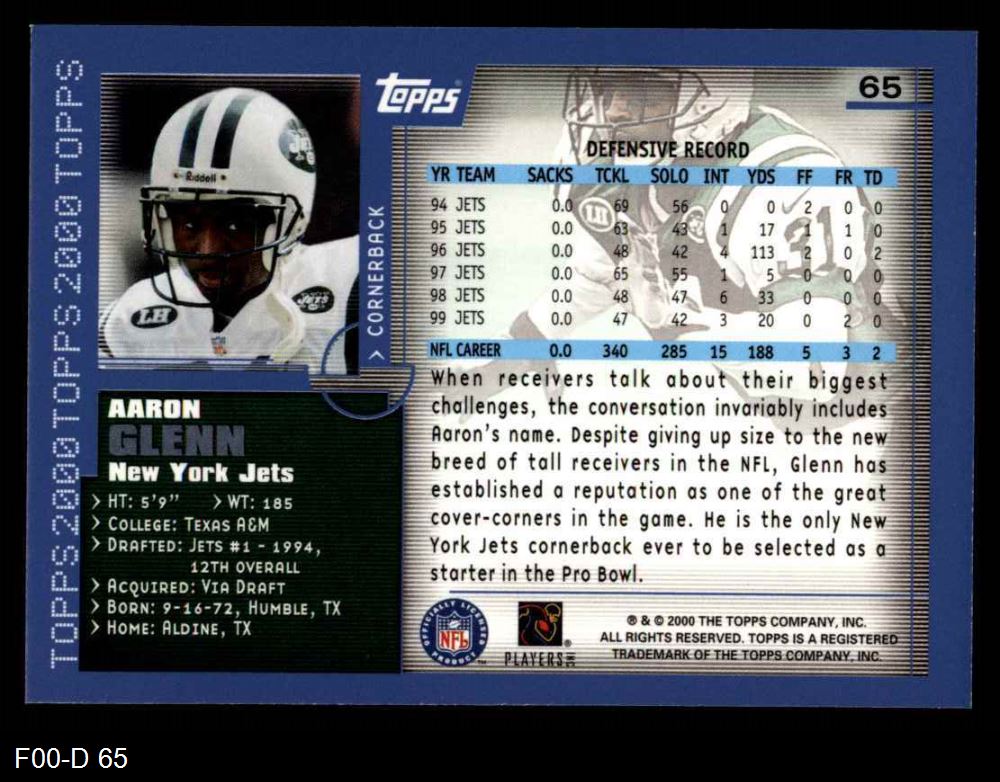 TOPPS 2000 TOPPS 2000 TOPPS 2000 TOPPS
Riddell
LH
JETS
> CORNERBACK
Topps
65
LH
31
DEFENSIVE RECORD
YR TEAM SACKS TCKL SOLO INT YDS FF FR TD
94 JETS 0.0 69 56 0 0 2 0 0
95 JETS 0.0 63 43 1 17 1 1 0
96 JETS 0.0 48 42 4 113 2 0 2
97 JETS 0.0 65 55 1 5 0 0 0
98 JETS 0.0 48 47 6 33 0 0 0
99 JETS 0.0 47 42 3 20 0 2 0
NFL CAREER 0.0 340 285 15 188 5 3 2
When receivers talk about their biggest
challenges, the conversation invariably includes
Aaron's name. Despite giving up size to the new
breed of tall receivers in the NFL, Glenn has
established a reputation as one of the great
cover-corners in the game. He is the only New
York Jets cornerback ever to be selected as a
starter in the Pro Bowl.
AARON
GLENN
New York Jets
> HT: 5'9" > WT: 185
> COLLEGE: TEXAS A&M
> DRAFTED: JETS #1 - 1994,
12TH OVERALL
> ACQUIRED: VIA DRAFT
> BORN: 9-16-72, HUMBLE, TX
> HOME: ALDINE, TX
OFFICIALLY LICENSED
NFL
PRODUCT
PLAYERS INC
® & © 2000 THE TOPPS COMPANY, INC.
ALL RIGHTS RESERVED. TOPPS IS A REGISTERED
TRADEMARK OF THE TOPPS COMPANY, INC.
F00-D 65